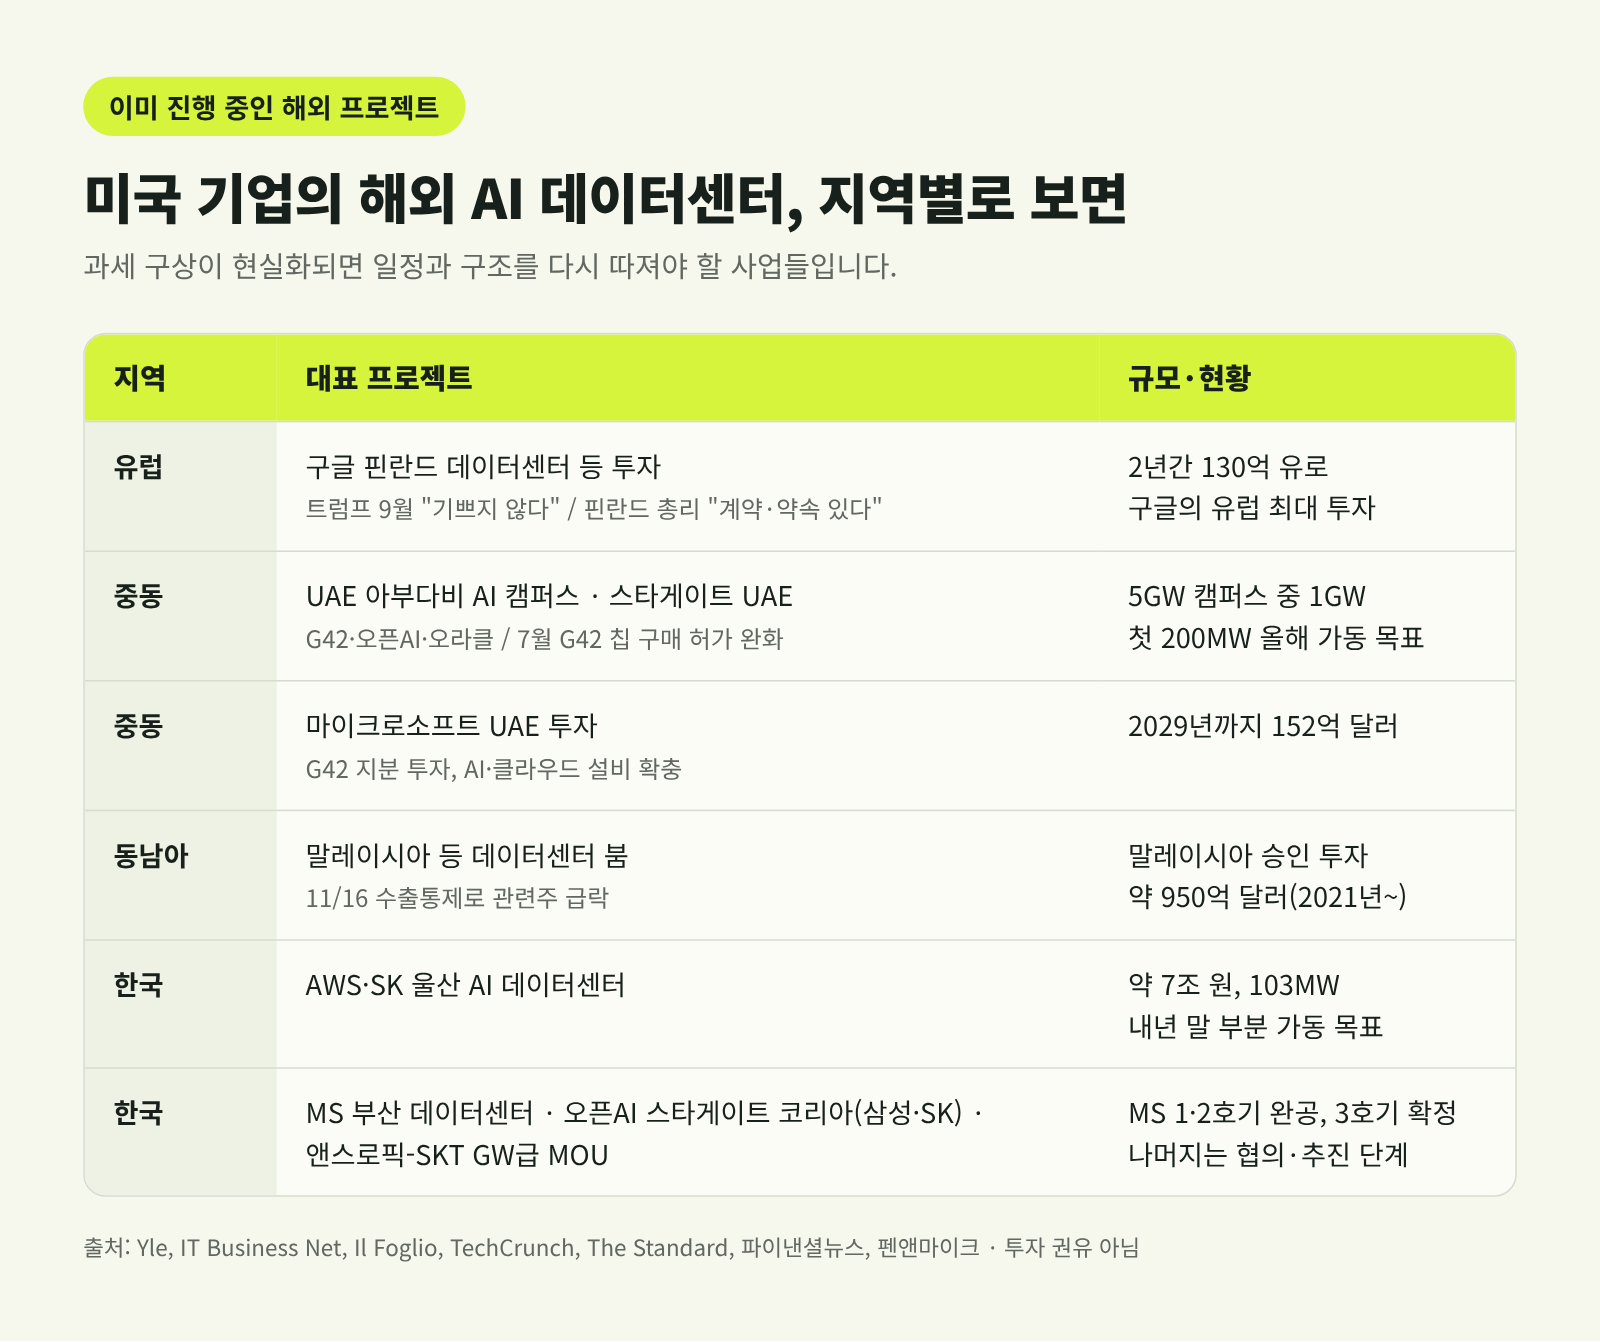 이미 진행 중인 해외 프로젝트
미국 기업의 해외 AI 데이터센터, 지역별로 보면
과세 구상이 현실화되면 일정과 구조를 다시 따져야 할 사업들입니다.
지역
대표 프로젝트
규모·현황
유럽
구글 핀란드 데이터센터 등 투자
트럼프 9월 "기쁘지 않다" / 핀란드 총리 "계약·약속 있다"
2년간 130억 유로
구글의 유럽 최대 투자
중동
UAE 아부다비 AI 캠퍼스 · 스타게이트 UAE
G42·오픈AI·오라클 / 7월 G42 칩 구매 허가 완화
5GW 캠퍼스 중 1GW
첫 200MW 올해 가동 목표
중동
마이크로소프트 UAE 투자
G42 지분 투자, AI·클라우드 설비 확충
2029년까지 152억 달러
동남아
말레이시아 등 데이터센터 붐
11/16 수출통제로 관련주 급락
말레이시아 승인 투자
약 950억 달러(2021년~)
한국
AWS·SK 울산 AI 데이터센터
약 7조 원, 103MW
내년 말 부분 가동 목표
한국
MS 부산 데이터센터 · 오픈AI 스타게이트 코리아(삼성·SK) ·
앤스로픽-SKT GW급 MOU
MS 1·2호기 완공, 3호기 확정
나머지는 협의·추진 단계
출처: Yle, IT Business Net, Il Foglio, TechCrunch, The Standard, 파이낸셜뉴스, 펜앤마이크 · 투자 권유 아님